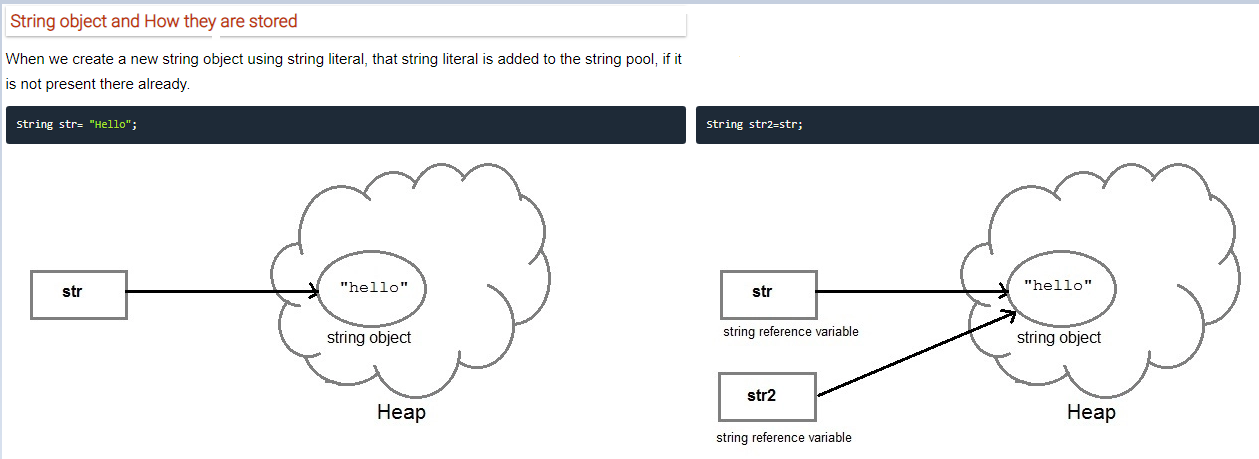 String object and How they are stored
When we create a new string object using string literal, that string literal is added to the string pool, if it
is not present there already.
String str= "Hello";
str
"hello"
string object
Heap
String str2=str;
str
string reference variable
"hello"
string object
str2
string reference variable
Heap